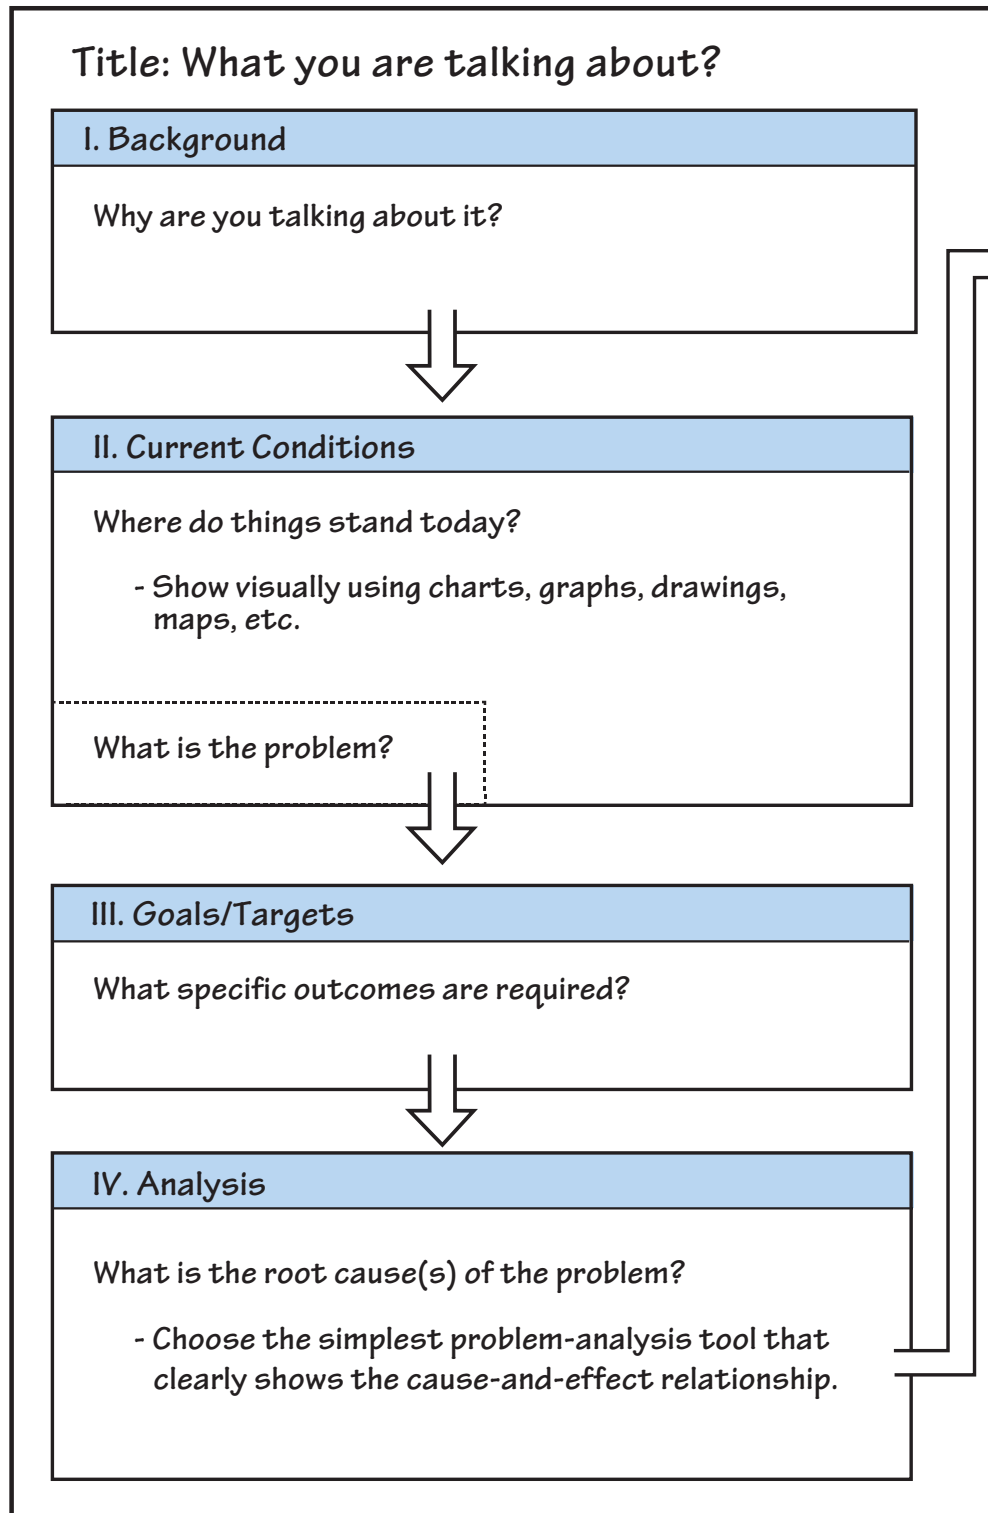 Title: What you are talking about?
I. Background
Why are you talking about it?
II. Current Conditions
Where do things stand today?
- Show visually using charts, graphs, drawings,
maps, etc.
What is the problem?
III. Goals/Targets
What specific outcomes are required?
IV. Analysis
What is the root cause(s) of the problem?
- Choose the simplest problem-analysis tool that
clearly shows the cause-and-effect relationship.